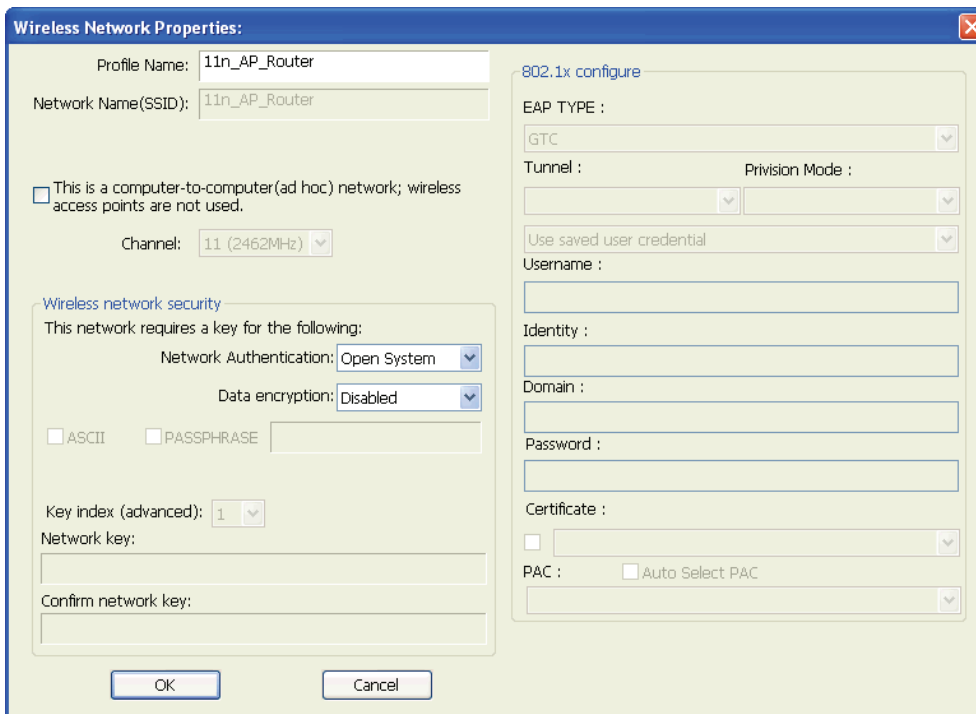 Wireless Network Properties:
Profile Name: 11n_AP_Router
Network Name(SSID): 11n_AP_Router
This is a computer-to-computer(ad hoc) network; wireless
access points are not used.
Channel: 11 (2462MHz)
Wireless network security
This network requires a key for the following:
Network Authentication: Open System
Data encryption: Disabled
ASCII PASSPHRASE
Key index (advanced): 1
Network key:
Confirm network key:
OK Cancel
802.1x configure
EAP TYPE :
GTC
Tunnel : Privision Mode :
Use saved user credential
Username :
Identity :
Domain :
Password :
Certificate :
PAC : Auto Select PAC